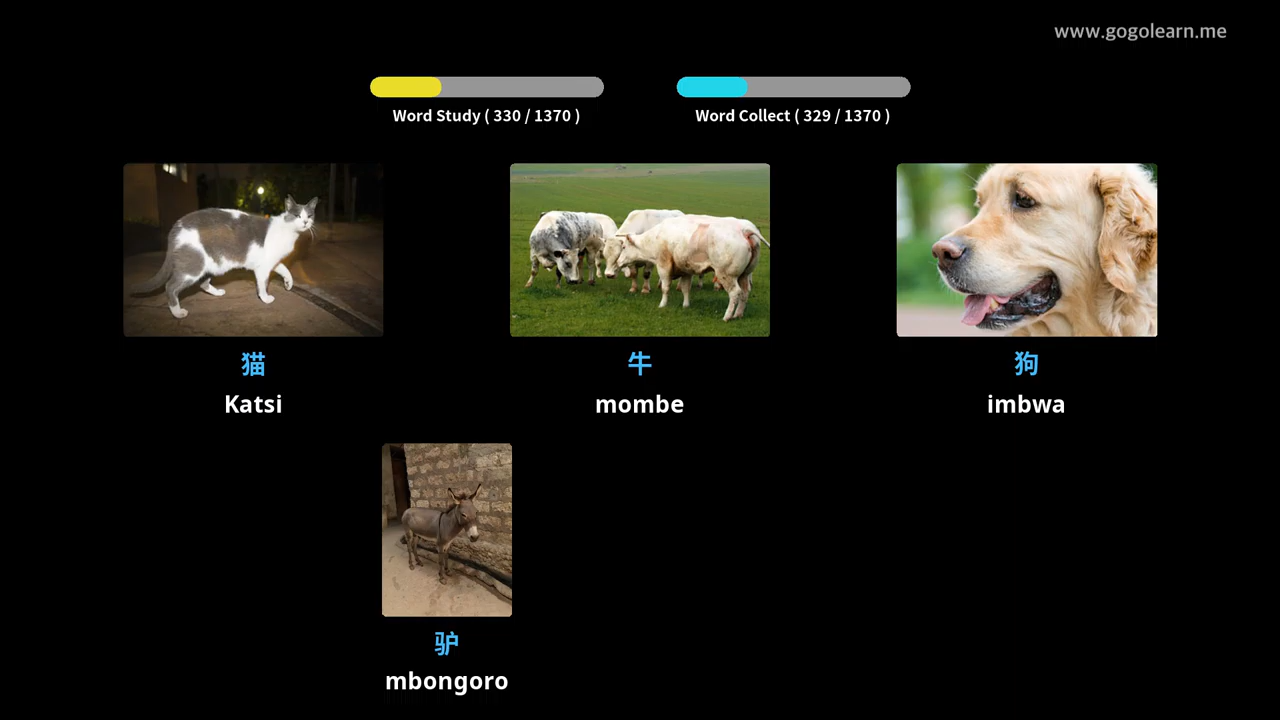 www.gogolearn.me
Word Study ( 330 / 1370 )
Word Collect ( 329 / 1370 )
猫
Katsi
牛
mombe
狗
imbwa
驴
mbongoro